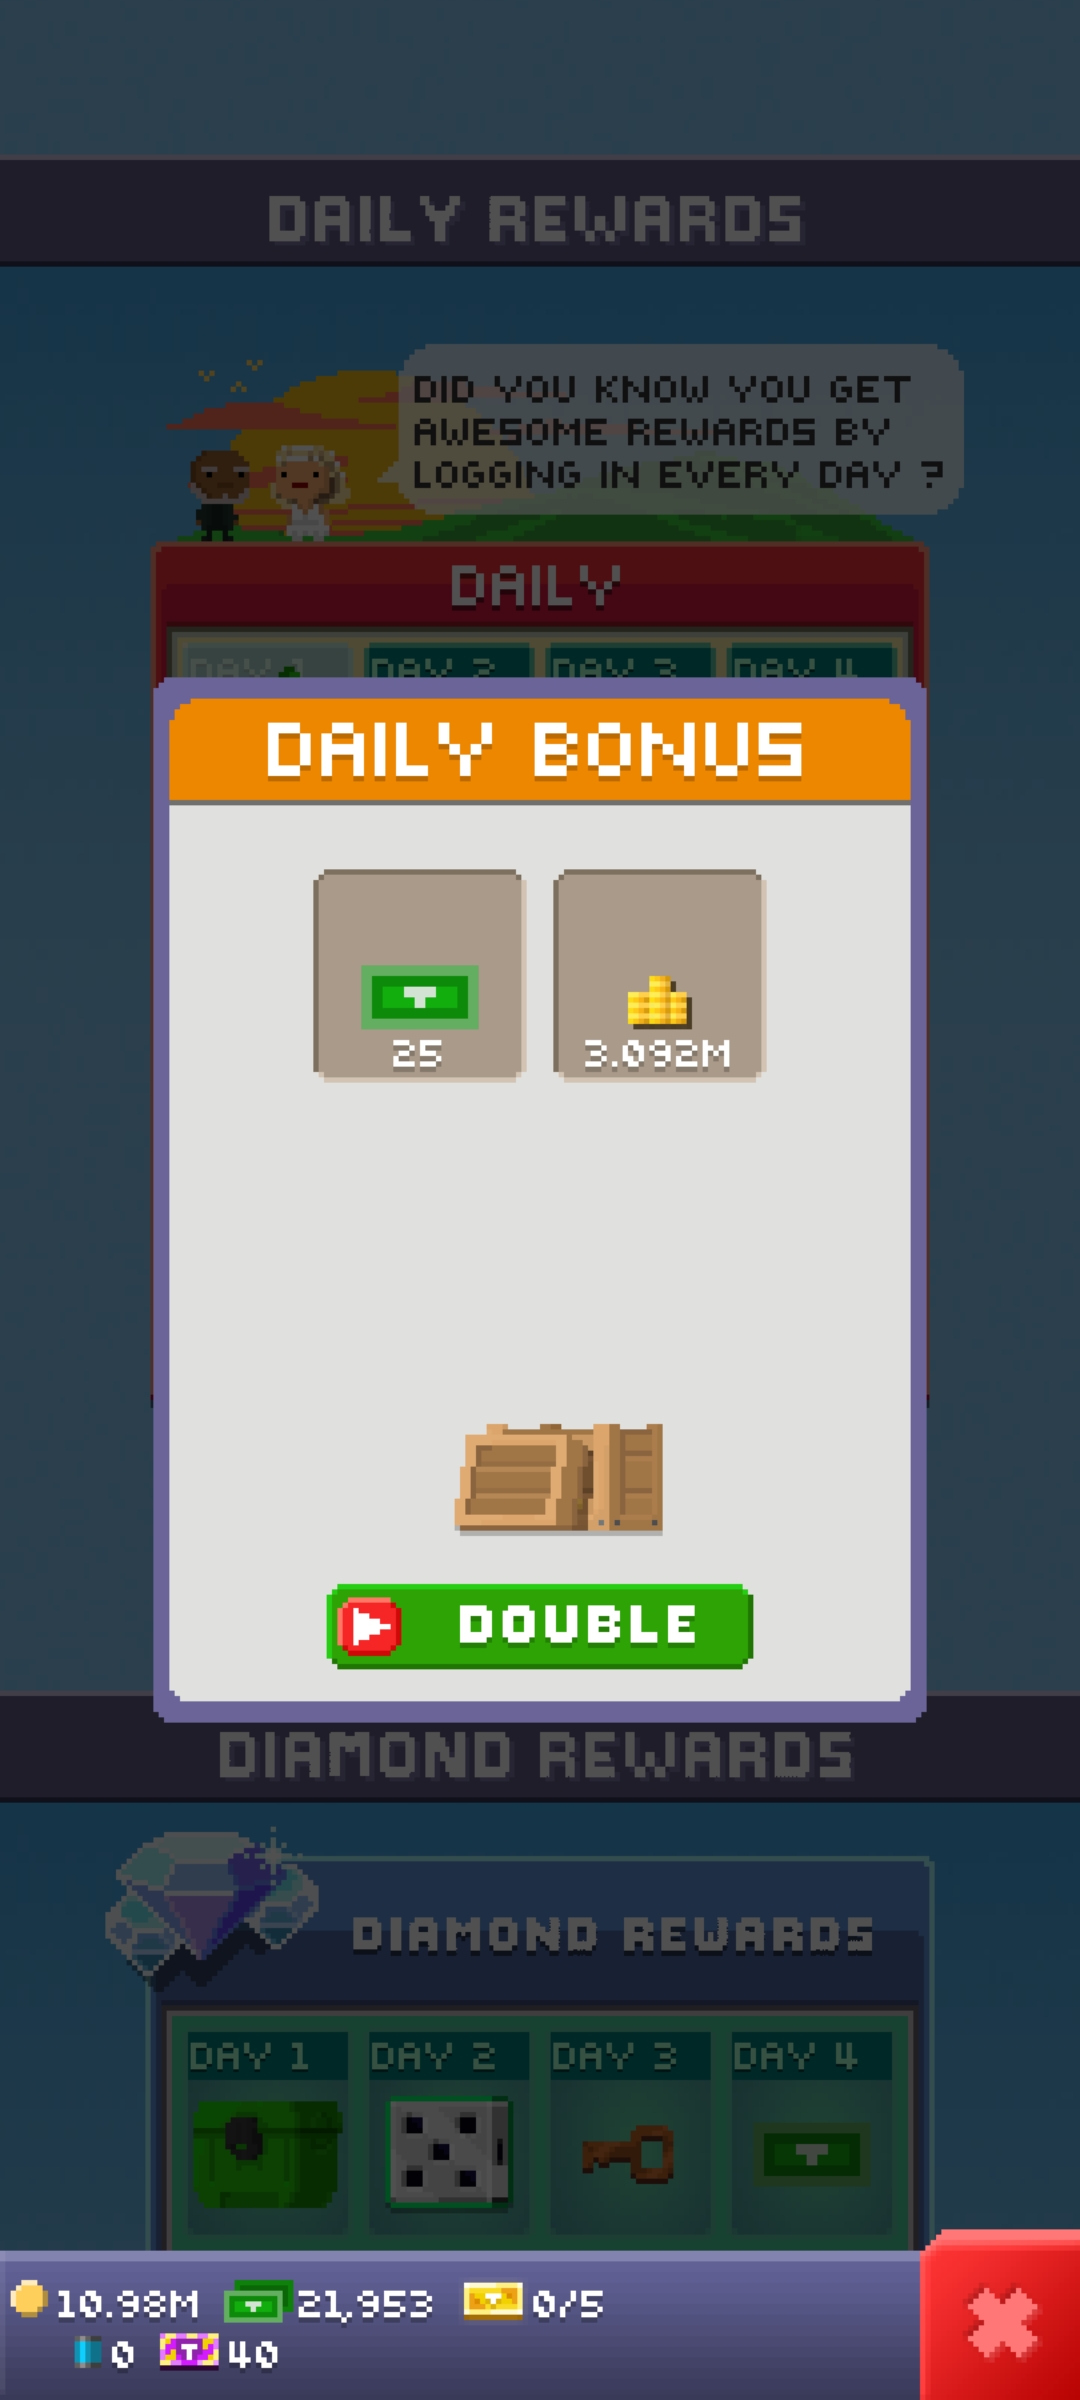 DAILY REWARDS
DID YOU KNOW YOU GET
AWESOME REWARDS BY
LOGGING IN EVERY DAY ?
DAILY
DAY 1 DAY 2 DAY 3 DAY 4
DAILY BONUS
25 3.092M
DOUBLE
DIAMOND REWARDS
DIAMOND REWARDS
DAY 1 DAY 2 DAY 3 DAY 4
10.98M 21,953 0/5
0 40